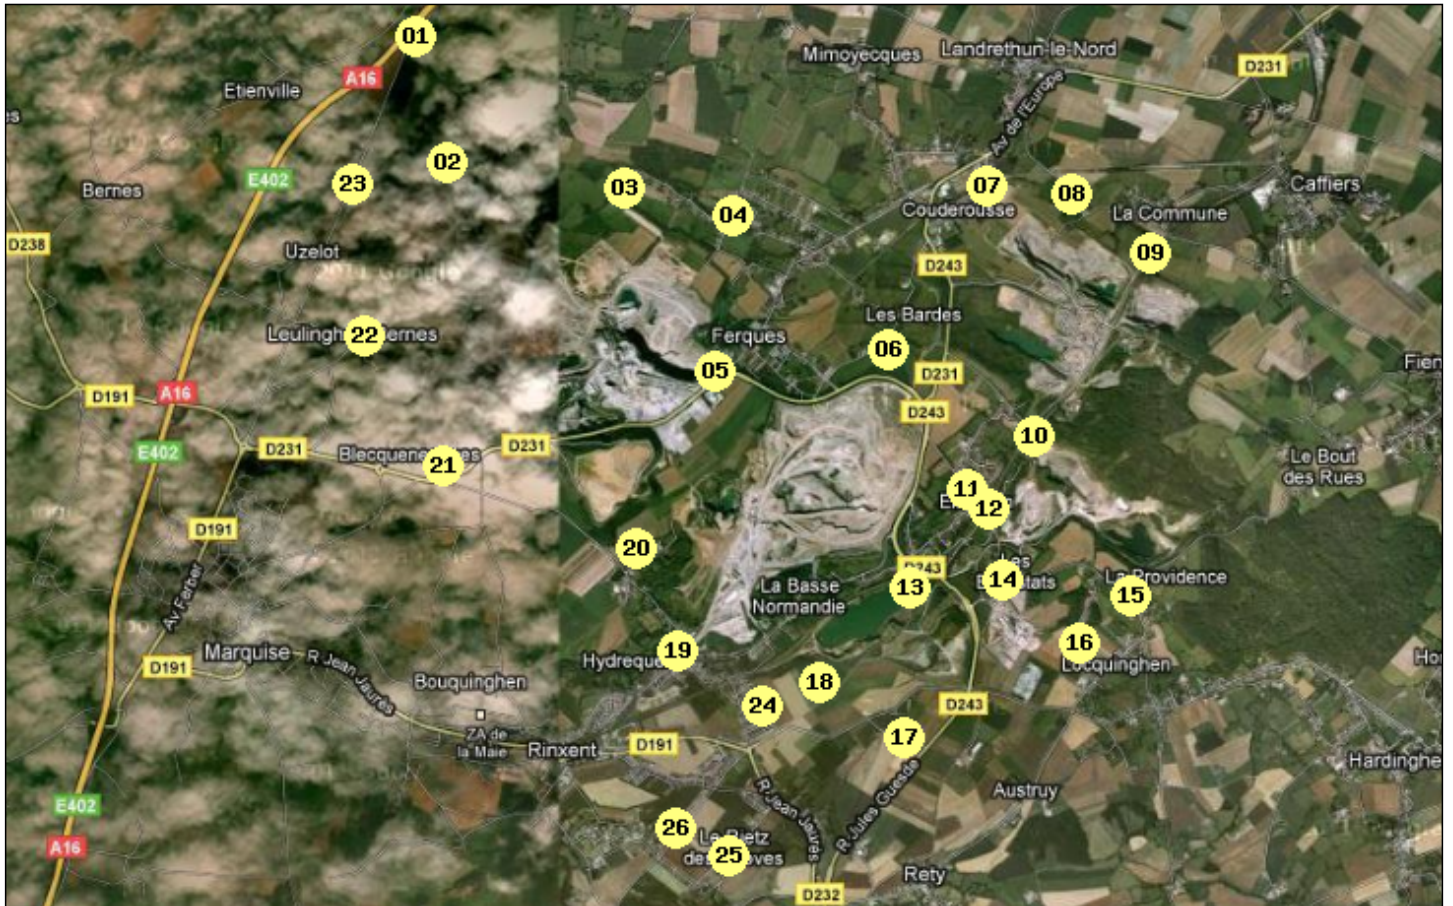 01
Mimoyecques
Landrethun-le-Nord
D231
A16
Etienville
Av de l'Europe
02
E402
23
Bernes
03
04
07
08
Caffiers
Couderousse
La Commune
D238
Uzelot
09
D243
Les Bardes
22
Ferques
06
05
D231
Fien
A16
D191
D243
10
D231
D231
E402
Blecquene
21
Le Bout
des Rues
11
12
D191
20
D243
13
14
La Providence
15
La Basse
Normandie
Av Ferber
16
Locquinghen
Marquise
R Jean Jaurès
19
D191
Bouquinghen
18
24
D243
ZA de
la Maie
Rinxent
D191
17
Hardinghe
R Jean Jaurès
R Jules Guesde
Austruy
E402
26
25
A16
Rety
D232